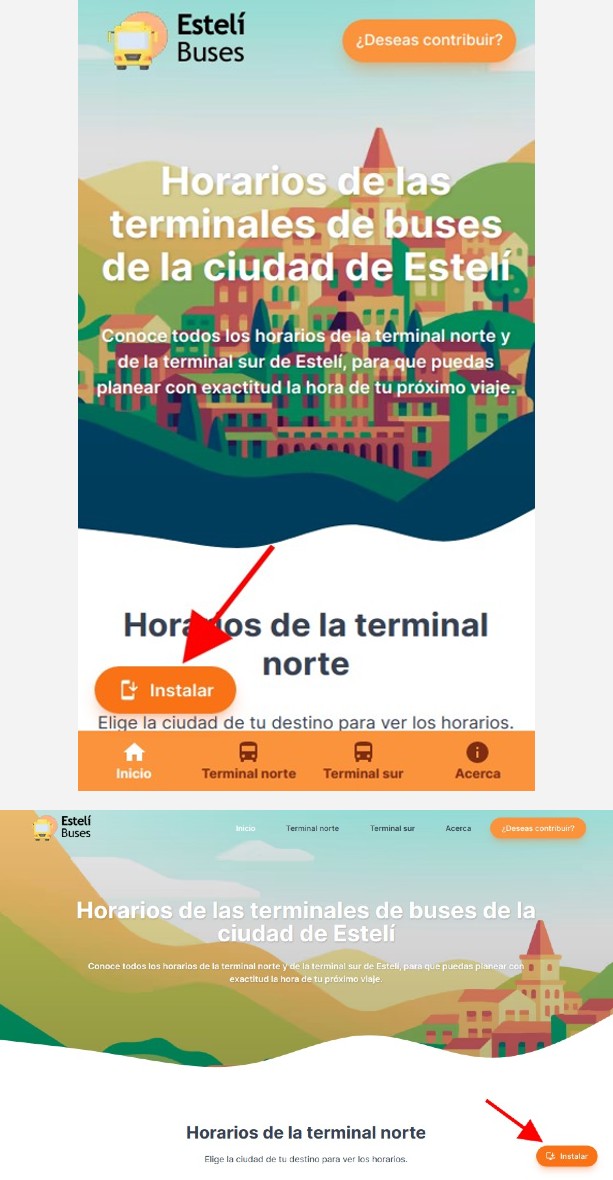 Estelí
Buses
¿Deseas contribuir?
Horarios de las
terminales de buses
de la ciudad de Estelí
Conoce todos los horarios de la terminal norte y
de la terminal sur de Estelí, para que puedas
planear con exactitud la hora de tu próximo viaje.
Horarios de la terminal
norte
Instalar
Elige la ciudad de tu destino para ver los horarios.
Inicio
Terminal norte
Terminal sur
Acerca
Estelí
Buses
Inicio
Terminal norte
Terminal sur
Acerca
¿Deseas contribuir?
Horarios de las terminales de buses de la
ciudad de Estelí
Conoce todos los horarios de la terminal norte y de la terminal sur de Estelí, para que puedas planear con
exactitud la hora de tu próximo viaje.
Horarios de la terminal norte
Elige la ciudad de tu destino para ver los horarios.
Instalar